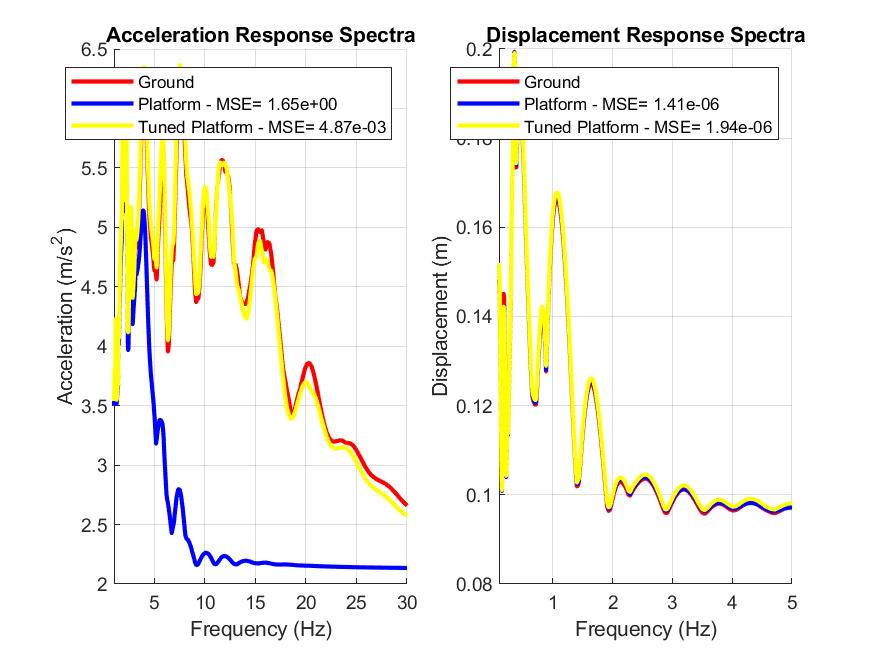 Acceleration Response Spectra
Acceleration (m/s²)
6.5
5.5
5
4.5
4
3.5
3
2.5
2
Ground
Platform - MSE= 1.65e+00
Tuned Platform - MSE= 4.87e-03
5 10 15 20 25 30
Frequency (Hz)
Displacement Response Spectra
Displacement (m)
0.2
0.18
0.16
0.14
0.12
0.1
0.08
Ground
Platform - MSE= 1.41e-06
Tuned Platform - MSE= 1.94e-06
1 2 3 4 5
Frequency (Hz)